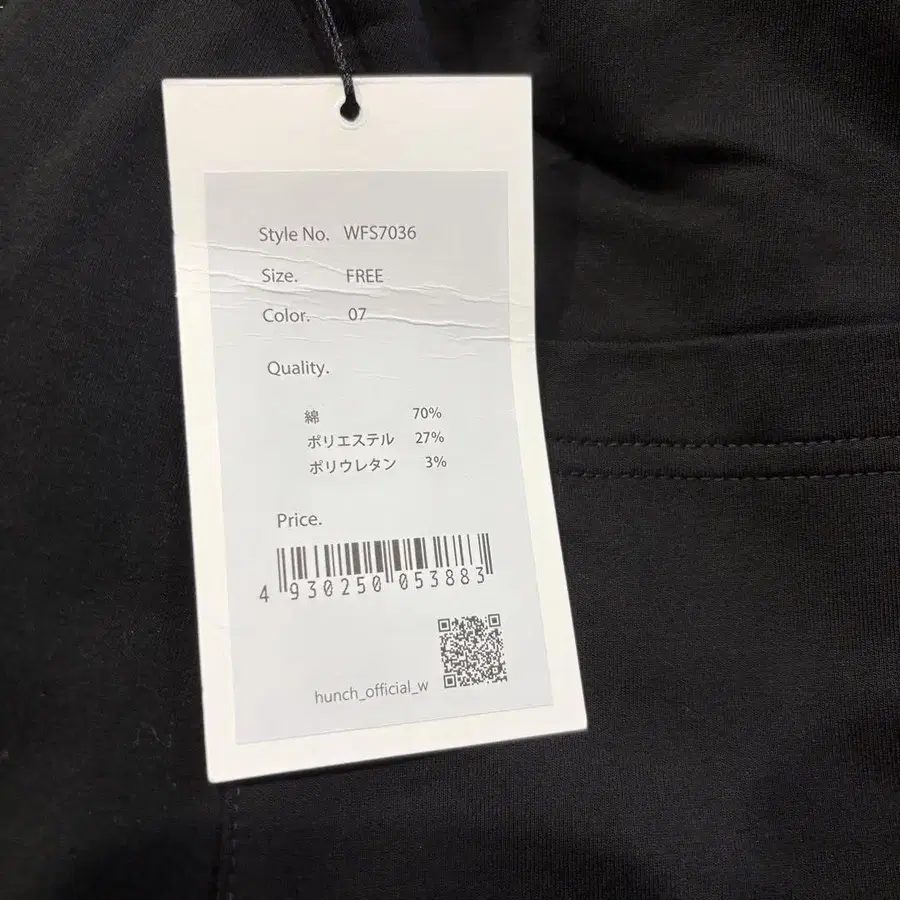 Style No. WFS7036
Size. FREE
Color. 07
Quality.
綿 70%
ポリエステル 27%
ポリウレタン 3%
Price.
4 930250 053883
hunch_official_w